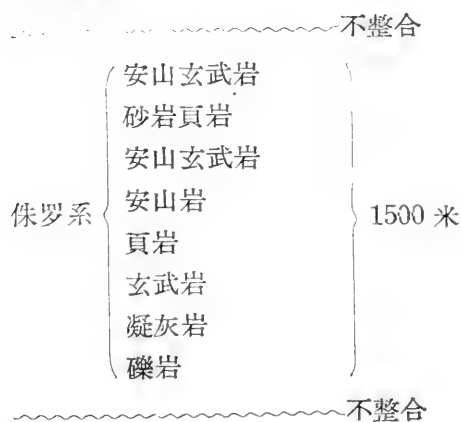 不整合
安山玄武岩
砂岩頁岩
安山玄武岩
安山岩
侏罗系
1500 米
頁岩
玄武岩
凝灰岩
礫岩
不整合